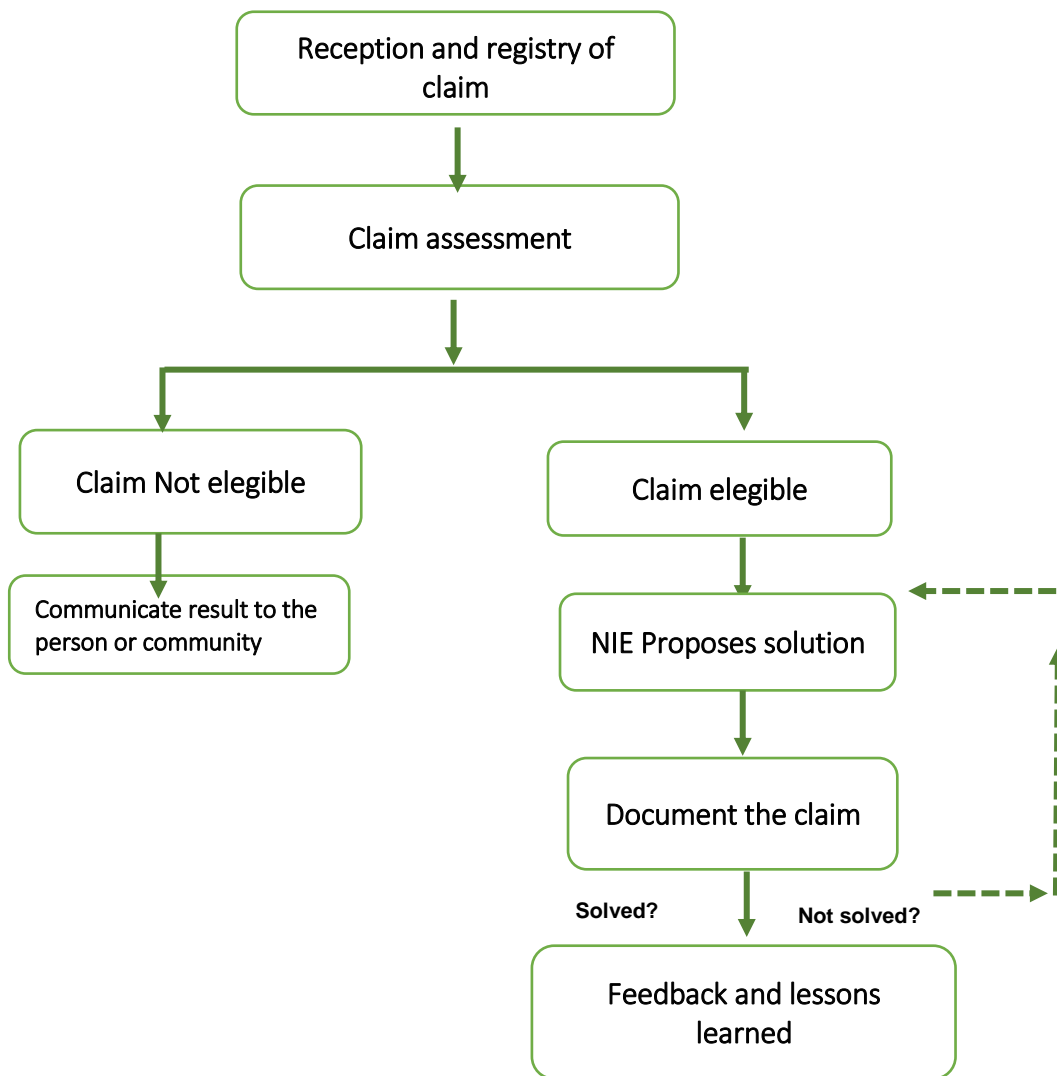 Reception and registry of
claim
Claim assessment
Claim Not elegible
Claim elegible
Communicate result to the
person or community
NIE Proposes solution
Document the claim
Solved?
Not solved?
Feedback and lessons
learned